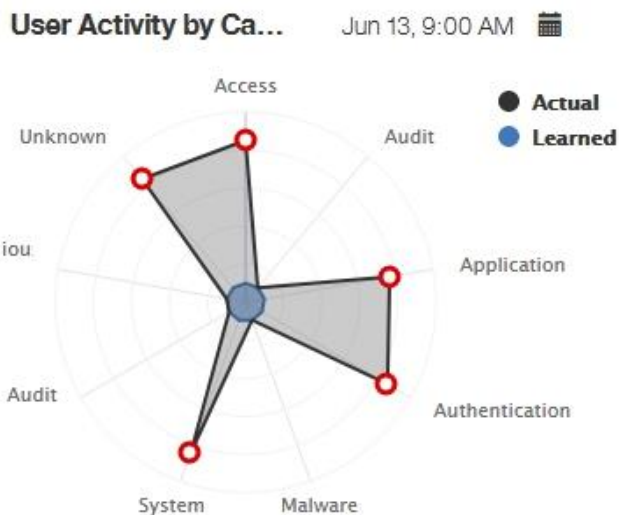 User Activity by Ca...
Jun 13, 9:00 AM
Access
Actual
Learned
Unknown
Audit
iou
Application
Audit
Authentication
System
Malware